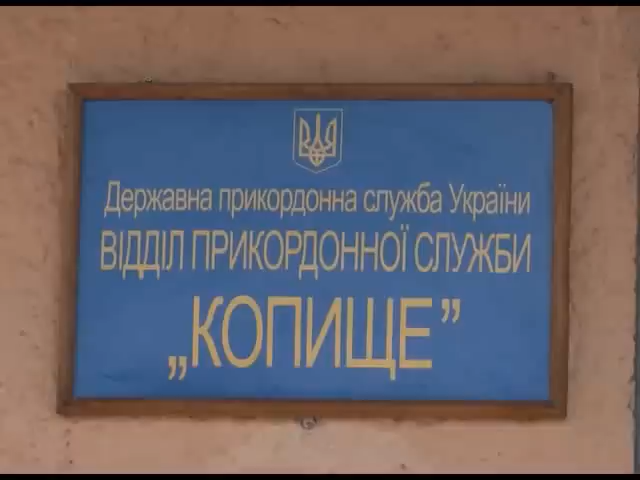 Державна прикордонна служба України
ВІДДІЛ ПРИКОРДОННОЇ СЛУЖБИ
„КОПИЩЕ”